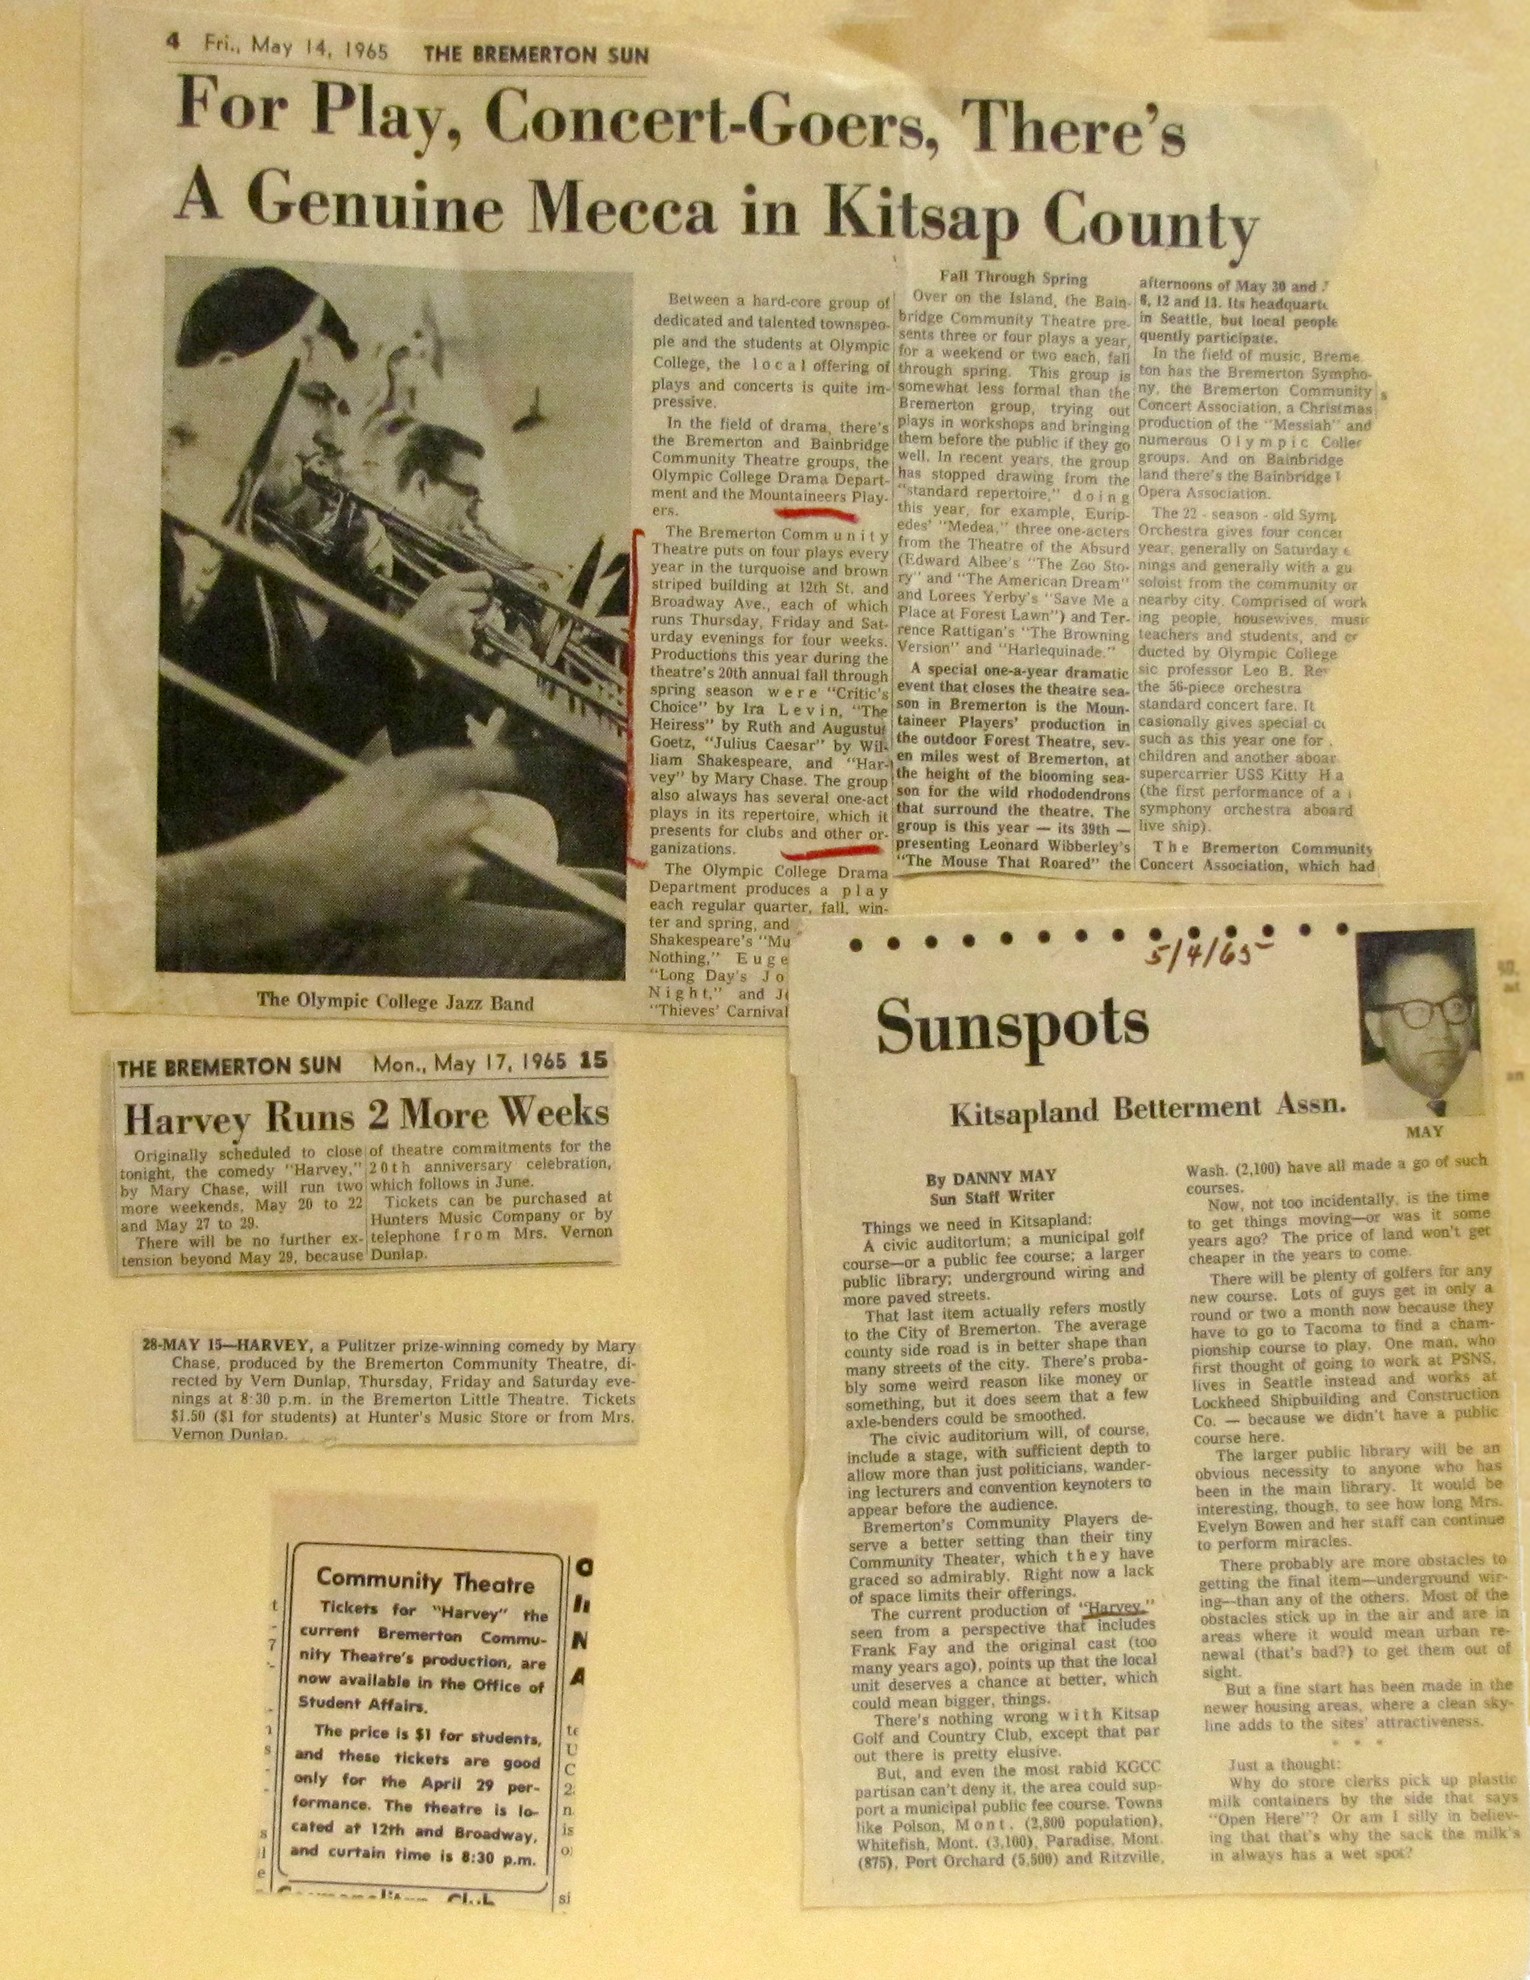 4 Fri., May 14, 1965 THE BREMERTON SUN
For Play, Concert-Goers, There's
A Genuine Mecca in Kitsap County
The Olympic College Jazz Band
Between a hard-core group of
dedicated and talented townspeo-
ple and the students at Olympic
College, the local offering of
plays and concerts is quite im-
pressive.
In the field of drama, there's
the Bremerton and Bainbridge
Community Theatre groups, the
Olympic College Drama Depart-
ment and the Mountaineers Play-
ers.
The Bremerton Community
Theatre puts on four plays every
year in the turquoise and brown
striped building at 12th St. and
Broadway Ave., each of which
runs Thursday, Friday and Sat-
urday evenings for four weeks.
Productions this year during the
theatre's 20th annual fall through
spring season were "Critic's
Choice" by Ira Levin, "The
Heiress" by Ruth and Augustus
Goetz, "Julius Caesar" by Wil-
liam Shakespeare, and "Har-
vey" by Mary Chase. The group
also always has several one-act
plays in its repertoire, which it
presents for clubs and other or-
ganizations.
The Olympic College Drama
Department produces a play
each regular quarter, fall, win-
ter and spring, and
Shakespeare's "Mu
Nothing," Euge
"Long Day's Jo
Night," and
"Thieves' Carnival
Fall Through Spring
Over on the Island, the Bain-
bridge Community Theatre pre-
sents three or four plays a year,
for a weekend or two each, fall
through spring. This group is
somewhat less formal than the
Bremerton group, trying out
plays in workshops and bringing
them before the public if they go
well. In recent years, the group
has stopped drawing from the
"standard repertoire," doing
this year, for example, Eurip-
edes' "Medea," three one-acters
from the Theatre of the Absurd
(Edward Albee's "The Zoo Sto-
ry" and "The American Dream"
and Lorees Yerby's "Save Me a
Place at Forest Lawn") and Ter-
rence Rattigan's "The Browning
Version" and "Harlequinade."
A special one-a-year dramatic
event that closes the theatre sea-
son in Bremerton is the Moun-
taineer Players' production in
the outdoor Forest Theatre, sev-
en miles west of Bremerton, at
the height of the blooming sea-
son for the wild rhododendrons
that surround the theatre. The
group is this year — its 39th —
presenting Leonard Wibberley's
"The Mouse That Roared" the
afternoons of May 30 and
6, 12 and 13. Its headquart
in Seattle, but local people
quently participate.
In the field of music, Breme
ton has the Bremerton Sympho-
ny, the Bremerton Community
Concert Association, a Christmas
production of the "Messiah" and
numerous Olympic Colle
groups. And on Bainbridge
land there's the Bainbridge
Opera Association.
The 22 - season - old Symp
Orchestra gives four concer
year, generally on Saturday e
nings and generally with a gu
soloist from the community or
nearby city. Comprised of work
ing people, housewives, music
teachers and students, and co
ducted by Olympic College
sic professor Leo B. Re
the 56-piece orchestra
standard concert fare. It
casionally gives special co
such as this year one for
children and another aboar
supercarrier USS Kitty Ha
(the first performance of a
symphony orchestra aboard
live ship).
The Bremerton Community
Concert Association, which had
THE BREMERTON SUN Mon., May 17, 1965 15
Harvey Runs 2 More Weeks
Originally scheduled to close
tonight, the comedy "Harvey,"
by Mary Chase, will run two
more weekends, May 20 to 22
and May 27 to 29.
There will be no further ex-
tension beyond May 29, because
of theatre commitments for the
20th anniversary celebration,
which follows in June.
Tickets can be purchased at
Hunters Music Company or by
telephone from Mrs. Vernon
Dunlap.
28-MAY 15—HARVEY, a Pulitzer prize-winning comedy by Mary
Chase, produced by the Bremerton Community Theatre, di-
rected by Vern Dunlap, Thursday, Friday and Saturday eve-
nings at 8:30 p.m. in the Bremerton Little Theatre. Tickets
$1.50 ($1 for students) at Hunter's Music Store or from Mrs.
Vernon Dunlap.
Community Theatre
Tickets for "Harvey" the
current Bremerton Commu-
nity Theatre's production, are
now available in the Office of
Student Affairs.
The price is $1 for students,
and these tickets are good
only for the April 29 per-
formance. The theatre is lo-
cated at 12th and Broadway,
and curtain time is 8:30 p.m.
Cosmopolitan Club
5/4/65
Sunspots
Kitsapland Betterment Assn.
MAY
By DANNY MAY
Sun Staff Writer
Things we need in Kitsapland:
A civic auditorium; a municipal golf
course—or a public fee course; a larger
public library; underground wiring and
more paved streets.
That last item actually refers mostly
to the City of Bremerton. The average
county side road is in better shape than
many streets of the city. There's proba-
bly some weird reason like money or
something, but it does seem that a few
axle-benders could be smoothed.
The civic auditorium will, of course,
include a stage, with sufficient depth to
allow more than just politicians, wander-
ing lecturers and convention keynoters to
appear before the audience.
Bremerton's Community Players de-
serve a better setting than their tiny
Community Theater, which they have
graced so admirably. Right now a lack
of space limits their offerings.
The current production of "Harvey,"
seen from a perspective that includes
Frank Fay and the original cast (too
many years ago), points up that the local
unit deserves a chance at better, which
could mean bigger, things.
There's nothing wrong with Kitsap
Golf and Country Club, except that par
out there is pretty elusive.
But, and even the most rabid KGCC
partisan can't deny it, the area could sup-
port a municipal public fee course. Towns
like Polson, Mont. (2,800 population),
Whitefish, Mont. (3,100), Paradise, Mont.
(875), Port Orchard (5,500) and Ritzville,
Wash. (2,100) have all made a go of such
courses.
Now, not too incidentally, is the time
to get things moving—or was it some
years ago? The price of land won't get
cheaper in the years to come.
There will be plenty of golfers for any
new course. Lots of guys get in only a
round or two a month now because they
have to go to Tacoma to find a cham-
pionship course to play. One man, who
first thought of going to work at PSNS,
lives in Seattle instead and works at
Lockheed Shipbuilding and Construction
Co. — because we didn't have a public
course here.
The larger public library will be an
obvious necessity to anyone who has
been in the main library. It would be
interesting, though, to see how long Mrs.
Evelyn Bowen and her staff can continue
to perform miracles.
There probably are more obstacles to
getting the final item—underground wir-
ing—than any of the others. Most of the
obstacles stick up in the air and are in
areas where it would mean urban re-
newal (that's bad?) to get them out of
sight.
But a fine start has been made in the
newer housing areas, where a clean sky-
line adds to the sites' attractiveness.
* * *
Just a thought:
Why do store clerks pick up plastic
milk containers by the side that says
"Open Here"? Or am I silly in believ-
ing that that's why the sack the milk's
in always has a wet spot?